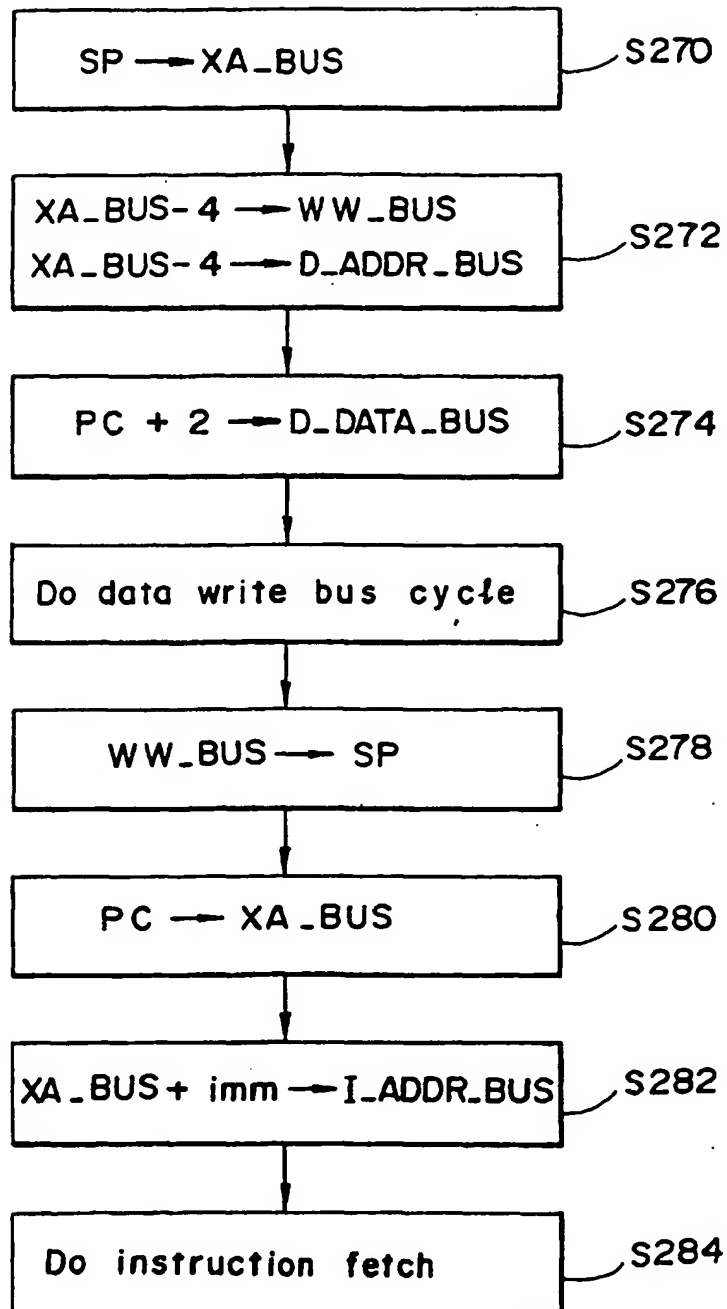 SP → XA_BUS S270
XA_BUS-4 → WW_BUS
XA_BUS-4 → D_ADDR_BUS S272
PC + 2 → D_DATA_BUS S274
Do data write bus cycle S276
WW_BUS → SP S278
PC → XA_BUS S280
XA_BUS + imm → I_ADDR_BUS S282
Do instruction fetch S284